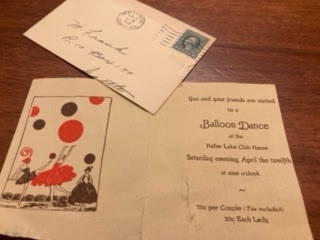 You and your friends are invited
to a
Balloon Dance
at the
Haller Lake Club House
Saturday evening, April the twelfth
at nine o'clock
75c per Couple (Tax included)
25c Each Lady